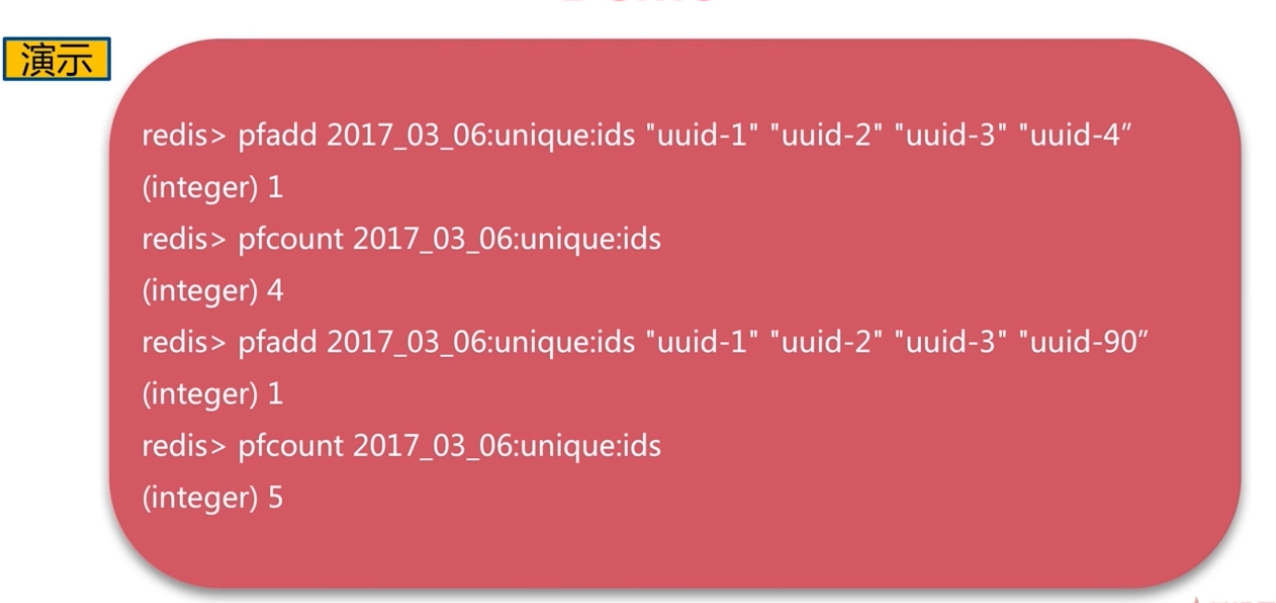 演示
redis> pfadd 2017_03_06:unique:ids "uuid-1" "uuid-2" "uuid-3" "uuid-4”
(integer) 1
redis> pfcount 2017_03_06:unique:ids
(integer) 4
redis> pfadd 2017_03_06:unique:ids "uuid-1" "uuid-2" "uuid-3" "uuid-90”
(integer) 1
redis> pfcount 2017_03_06:unique:ids
(integer) 5